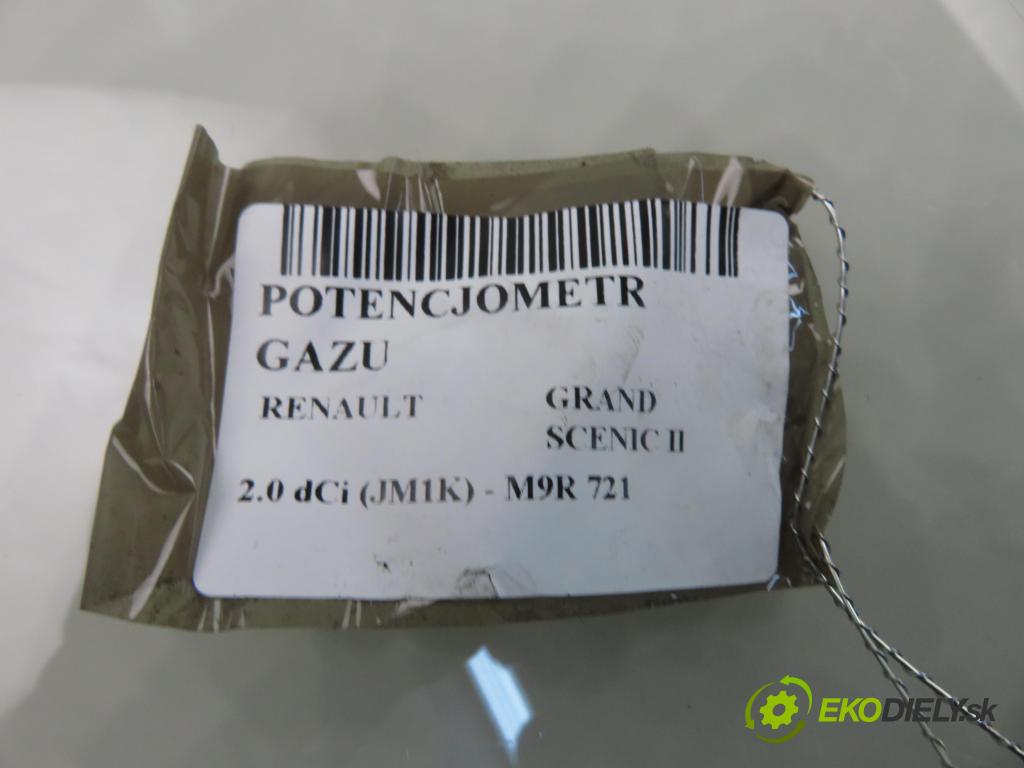 POTENCJOMETR
GAZU
RENAULT GRAND
SCENIC II
2.0 dCi (JM1K) - M9R 721
EKODIELY.sk